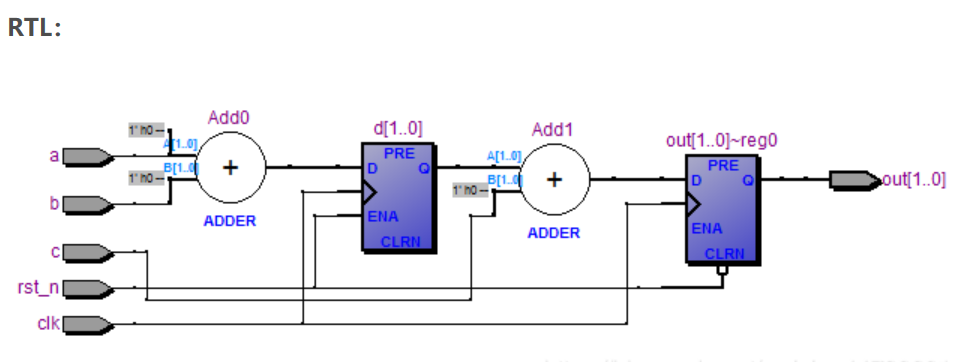 RTL:
Add0
1' h0
A[1..0]
a
B[1..0]
1' h0
+
b
ADDER
d[1..0]
PRE
D
Q
ENA
CLRN
Add1
A[1..0]
B[1..0]
1' h0
+
ADDER
out[1..0]~reg0
PRE
D
Q
ENA
CLRN
out[1..0]
c
rst_n
clk